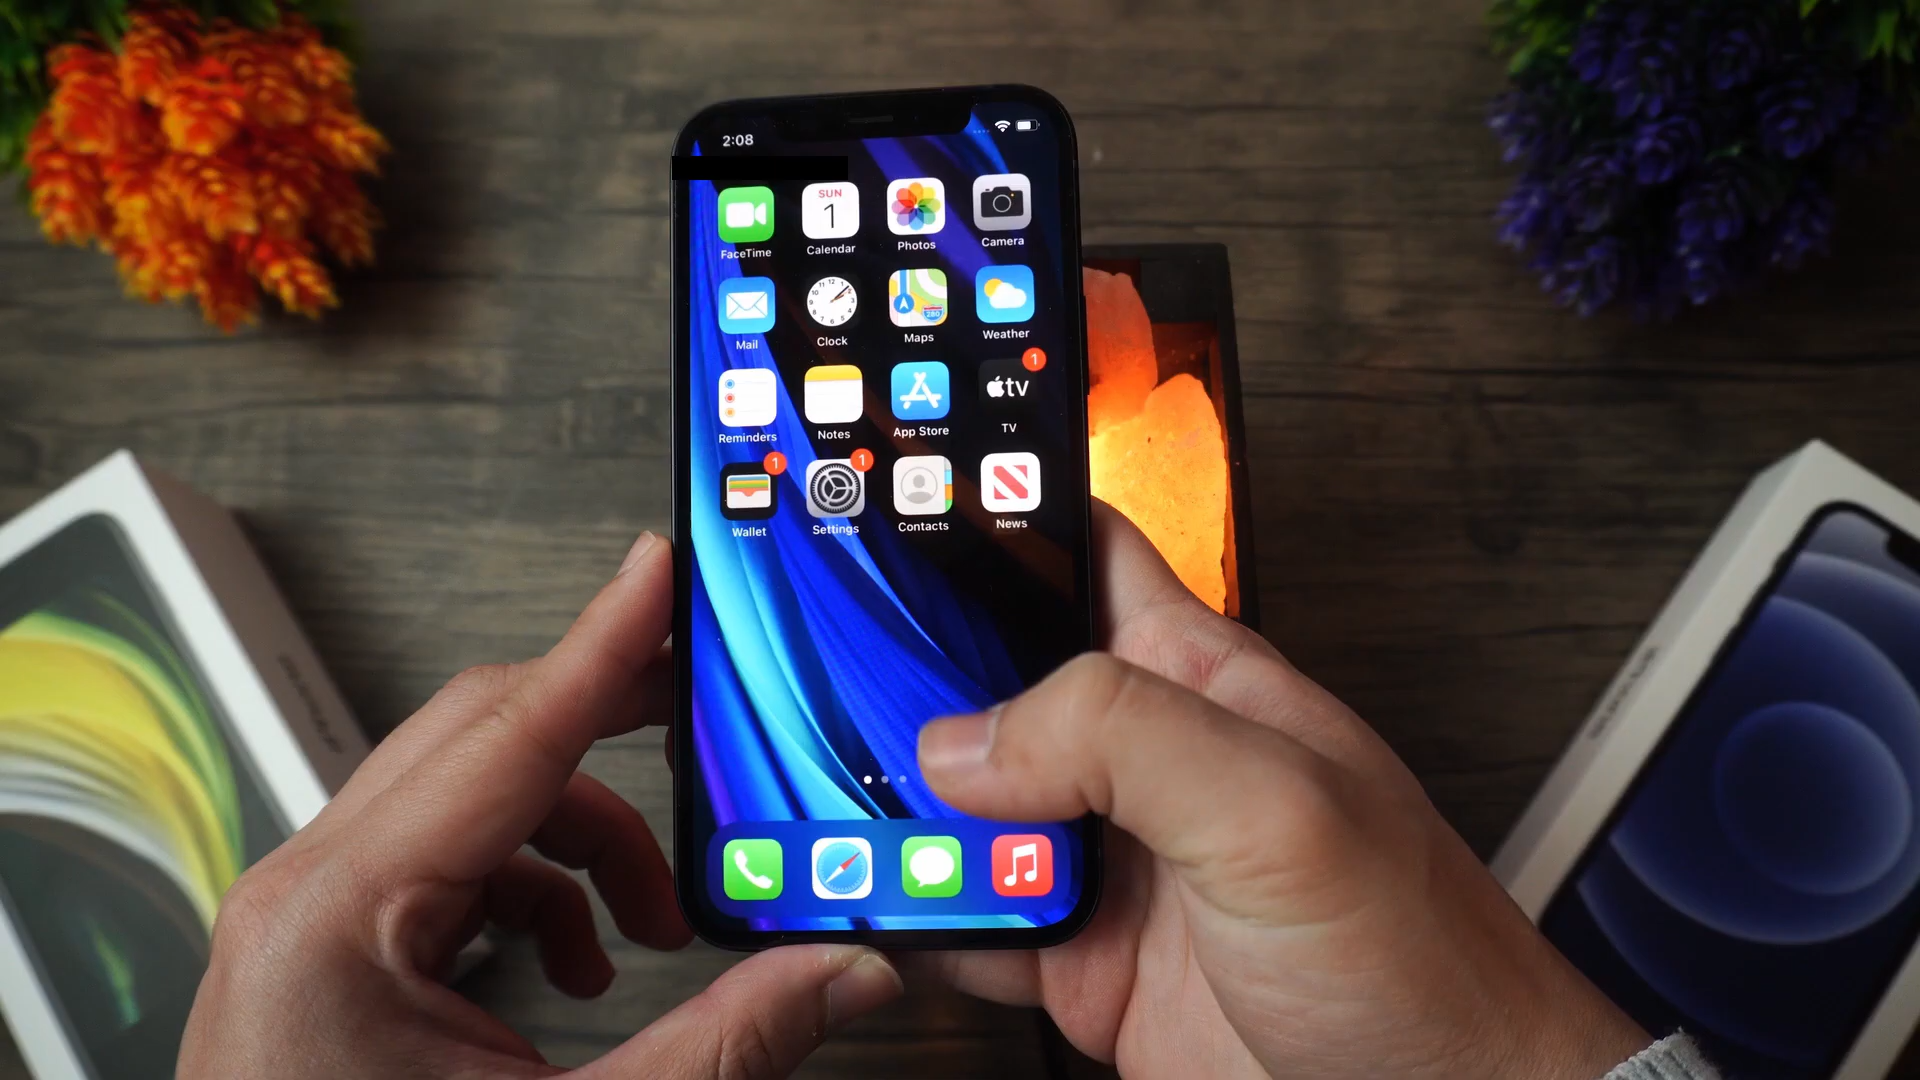 2:08
SUN
1
FaceTime
Calendar
Photos
Camera
280
Mail
Clock
Maps
Weather
1
tv
Reminders
Notes
App Store
TV
1
1
Wallet
Settings
Contacts
News